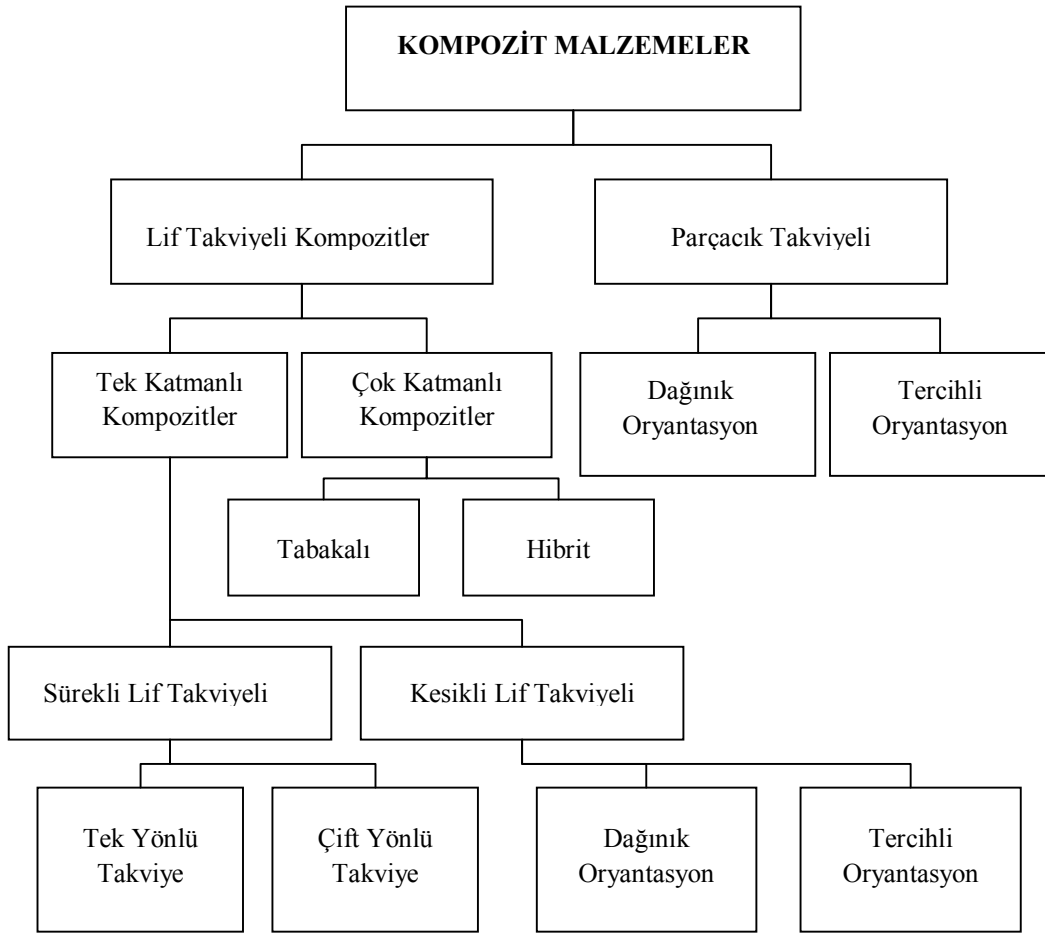 KOMPOZİT MALZEMELER
Lif Takviyeli Kompozitler
Parçacık Takviyeli
Tek Katmanlı
Kompozitler
Çok Katmanlı
Kompozitler
Dağınık
Oryantasyon
Tercihli
Oryantasyon
Tabakalı
Hibrit
Sürekli Lif Takviyeli
Kesikli Lif Takviyeli
Tek Yönlü
Takviye
Çift Yönlü
Takviye
Dağınık
Oryantasyon
Tercihli
Oryantasyon